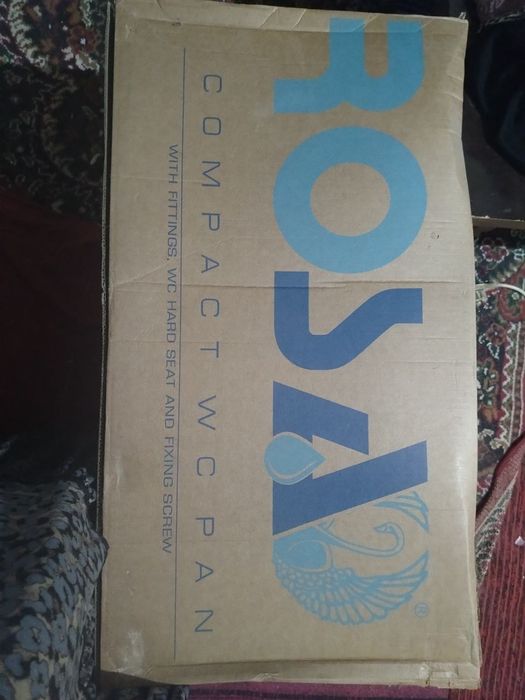 ROSA
®
COMPACT WC PAN
WITH FITTINGS, WC HARD SEAT AND FIXING SCREW